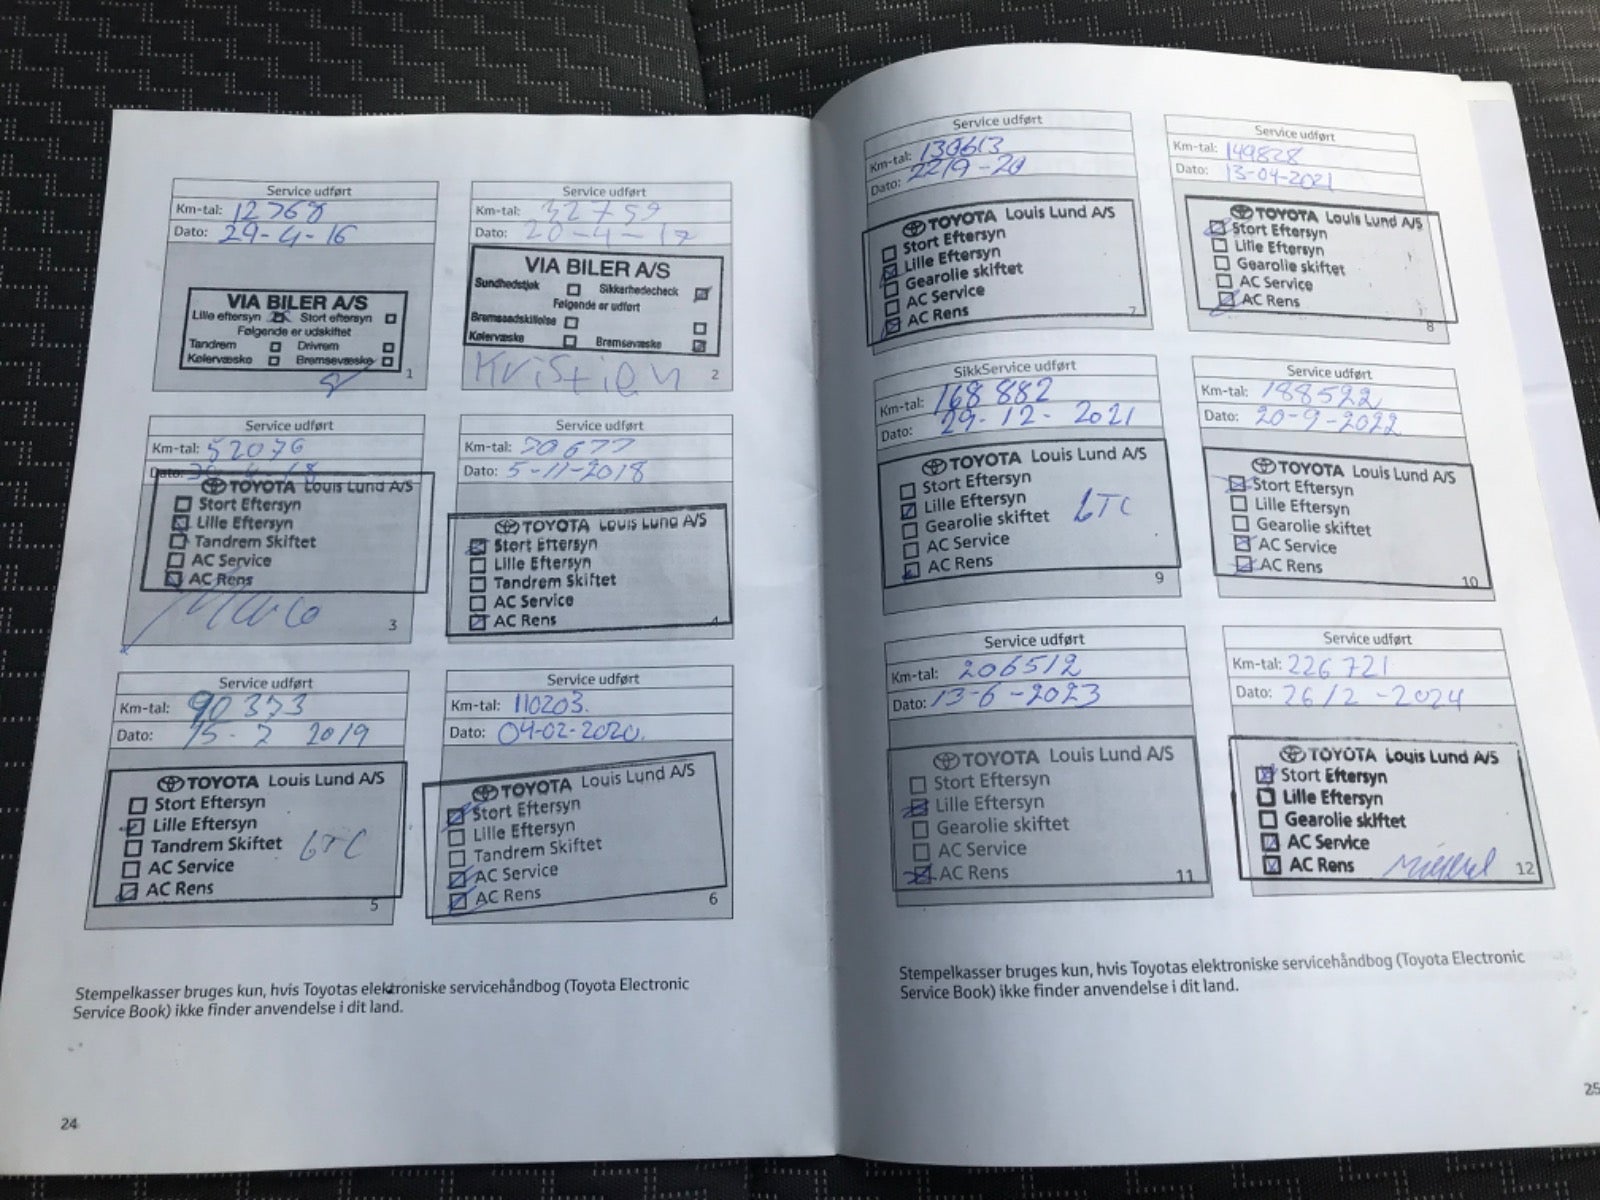 Service udført
Km-tal: 12768
Dato: 29-4-16
VIA BILER A/S
Lille eftersyn Stort eftersyn
Følgende er udskiftet
Tandrem Drivrem
Kølervæske Bremsevæske
1
Service udført
Km-tal: 32759
Dato: 20-4-17
VIA BILER A/S
Sundhedstjek Sikkerhedscheck
Følgende er udført
Bremseadskillelse
Kølervæske Bremsevæske
Kristian
2
Service udført
Km-tal: 52076
Dato:
TOYOTA Louis Lund A/S
Stort Eftersyn
Lille Eftersyn
Tandrem Skiftet
AC Service
AC Rens
3
Service udført
Km-tal: 70677
Dato: 5-11-2018
TOYOTA Louis Lund A/S
Stort Eftersyn
Lille Eftersyn
Tandrem Skiftet
AC Service
AC Rens
4
Service udført
Km-tal: 90373
Dato: 15-7 2019
TOYOTA Louis Lund A/S
Stort Eftersyn
Lille Eftersyn
Tandrem Skiftet LTC
AC Service
AC Rens
5
Service udført
Km-tal: 110203.
Dato: 04-02-2020.
TOYOTA Louis Lund A/S
Stort Eftersyn
Lille Eftersyn
Tandrem Skiftet
AC Service
AC Rens
6
Stempelkasser bruges kun, hvis Toyotas elektroniske servicehåndbog (Toyota Electronic
Service Book) ikke finder anvendelse i dit land.
24
Service udført
Km-tal: 130613
Dato: 22/9-20
TOYOTA Louis Lund A/S
Stort Eftersyn
Lille Eftersyn
Gearolie skiftet
AC Service
AC Rens
7
Service udført
Km-tal: 149828
Dato: 13-04-2021
TOYOTA Louis Lund A/S
Stort Eftersyn
Lille Eftersyn
Gearolie skiftet
AC Service
AC Rens
8
SikkService udført
Km-tal: 168 882
Dato: 29-12-2021
TOYOTA Louis Lund A/S
Stort Eftersyn
Lille Eftersyn
Gearolie skiftet LTC
AC Service
AC Rens
9
Service udført
Km-tal: 188522
Dato: 20-9-2022
TOYOTA Louis Lund A/S
Stort Eftersyn
Lille Eftersyn
Gearolie skiftet
AC Service
AC Rens
10
Service udført
Km-tal: 206512
Dato: 13-6-2023
TOYOTA Louis Lund A/S
Stort Eftersyn
Lille Eftersyn
Gearolie skiftet
AC Service
AC Rens
11
Service udført
Km-tal: 226 721
Dato: 26/2-2024
TOYOTA Louis Lund A/S
Stort Eftersyn
Lille Eftersyn
Gearolie skiftet
AC Service
AC Rens
12
Stempelkasser bruges kun, hvis Toyotas elektroniske servicehåndbog (Toyota Electronic
Service Book) ikke finder anvendelse i dit land.
25